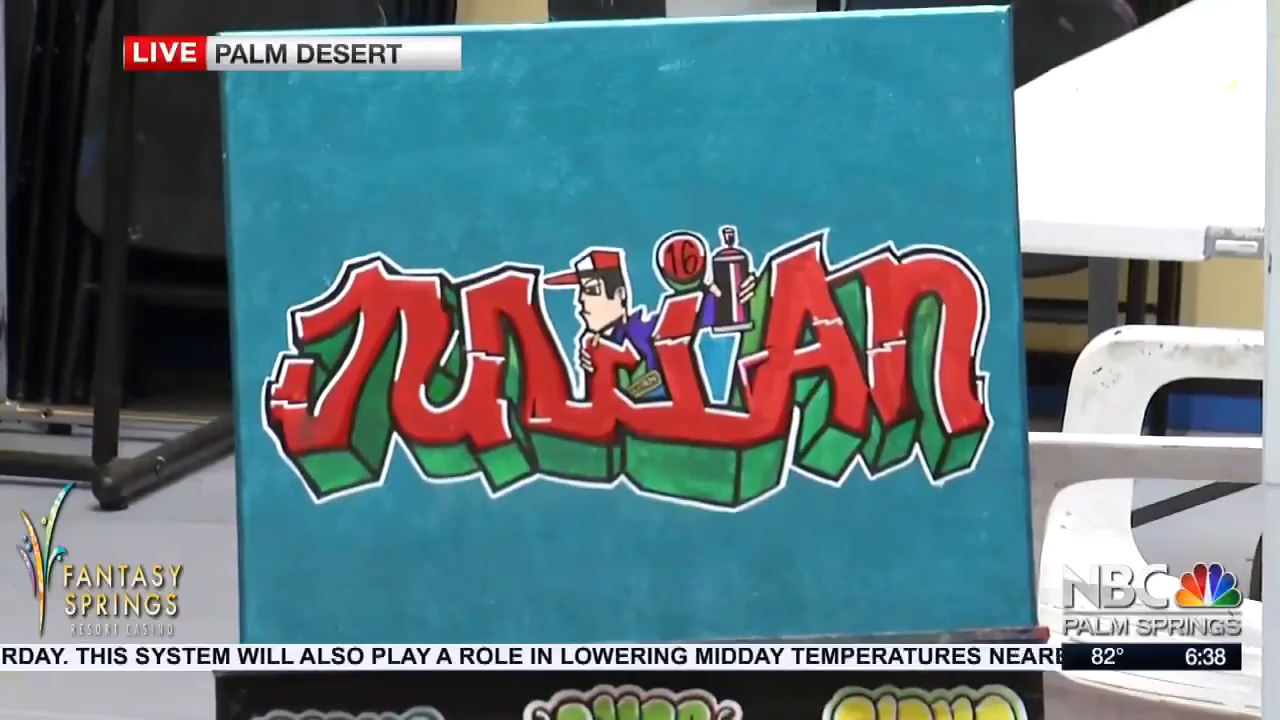 LIVE PALM DESERT
16
JULIAN
FANTASY
SPRINGS
RESORT CASINO
NBC
PALM SPRINGS
RDAY. THIS SYSTEM WILL ALSO PLAY A ROLE IN LOWERING MIDDAY TEMPERATURES NEARE
82° 6:38